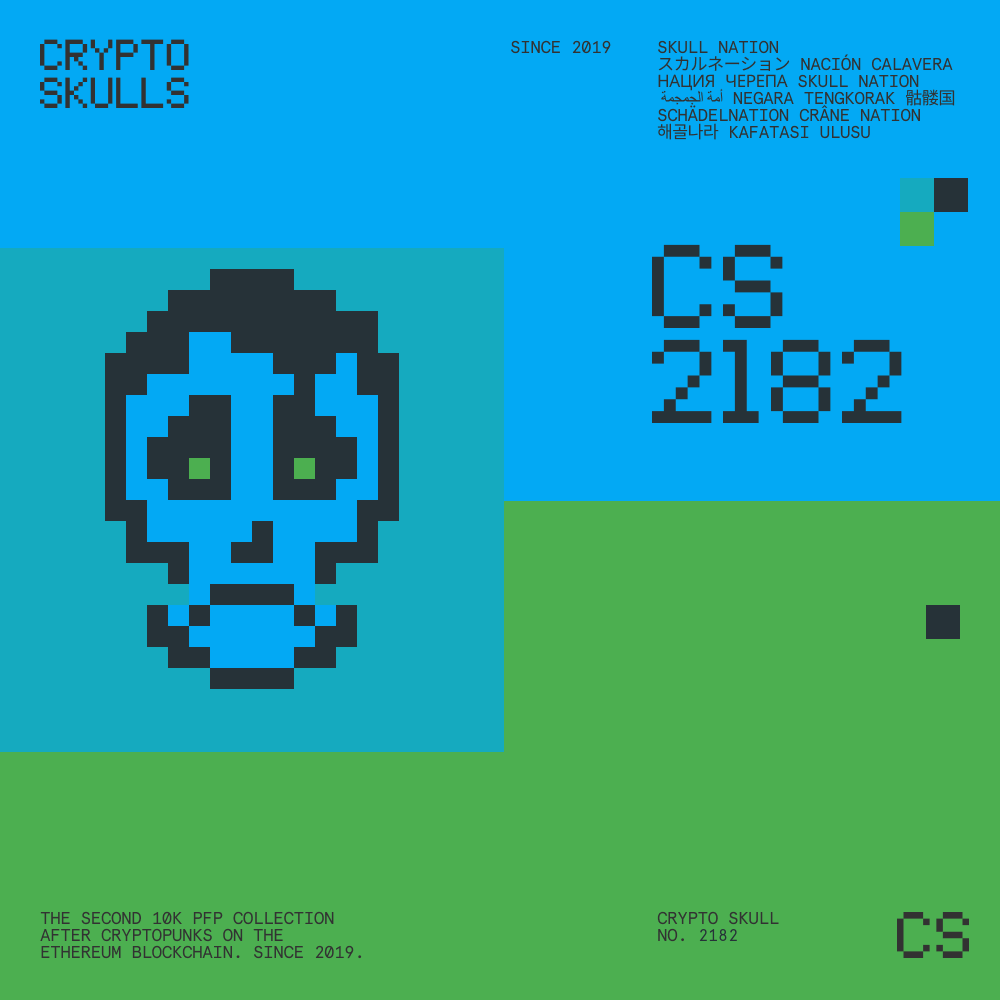 CRYPTO
SKULLS
SINCE 2019
SKULL NATION
スカルネーション NACIÓN CALAVERA
НАЦИЯ ЧЕРЕПА SKULL NATION
أمة الجمجمة NEGARA TENGKORAK 骷髅国
SCHÄDELNATION CRÂNE NATION
해골나라 KAFATASI ULUSU
CS
2182
THE SECOND 10K PFP COLLECTION
AFTER CRYPTOPUNKS ON THE
ETHEREUM BLOCKCHAIN. SINCE 2019.
CRYPTO SKULL
NO. 2182
CS